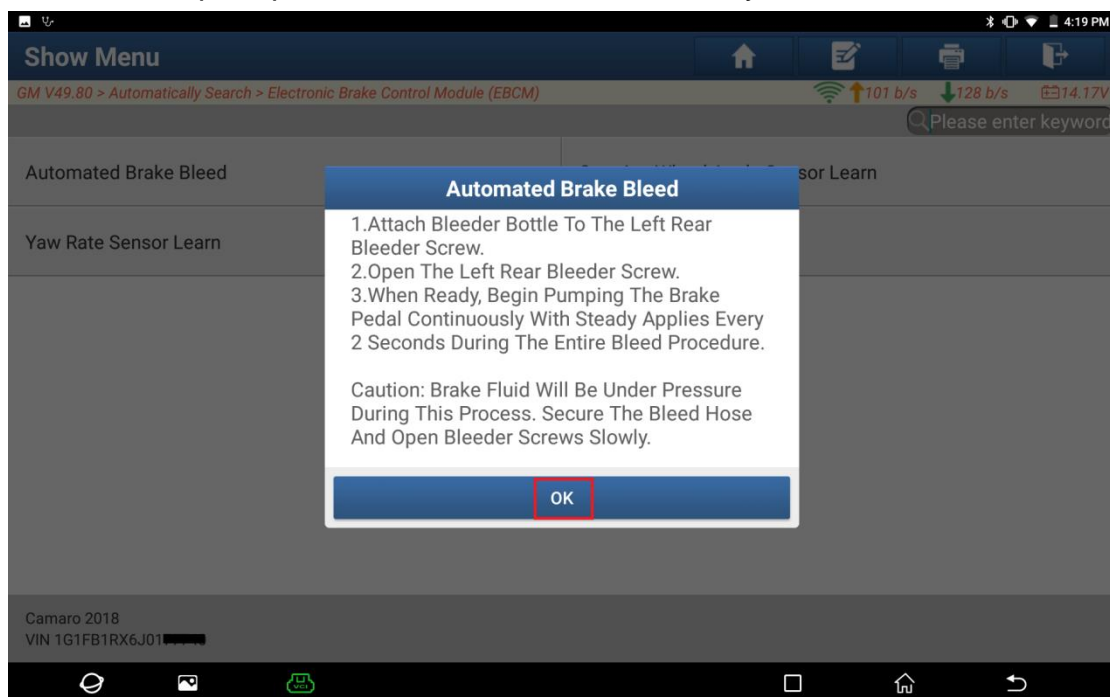 4:19 PM
Show Menu
GM V49.80 > Automatically Search > Electronic Brake Control Module (EBCM)
101 b/s 128 b/s 14.17V
Please enter keyword
Automated Brake Bleed
sor Learn
Yaw Rate Sensor Learn
Automated Brake Bleed
1.Attach Bleeder Bottle To The Left Rear
Bleeder Screw.
2.Open The Left Rear Bleeder Screw.
3.When Ready, Begin Pumping The Brake
Pedal Continuously With Steady Applies Every
2 Seconds During The Entire Bleed Procedure.
Caution: Brake Fluid Will Be Under Pressure
During This Process. Secure The Bleed Hose
And Open Bleeder Screws Slowly.
OK
Camaro 2018
VIN 1G1FB1RX6J01
VCI